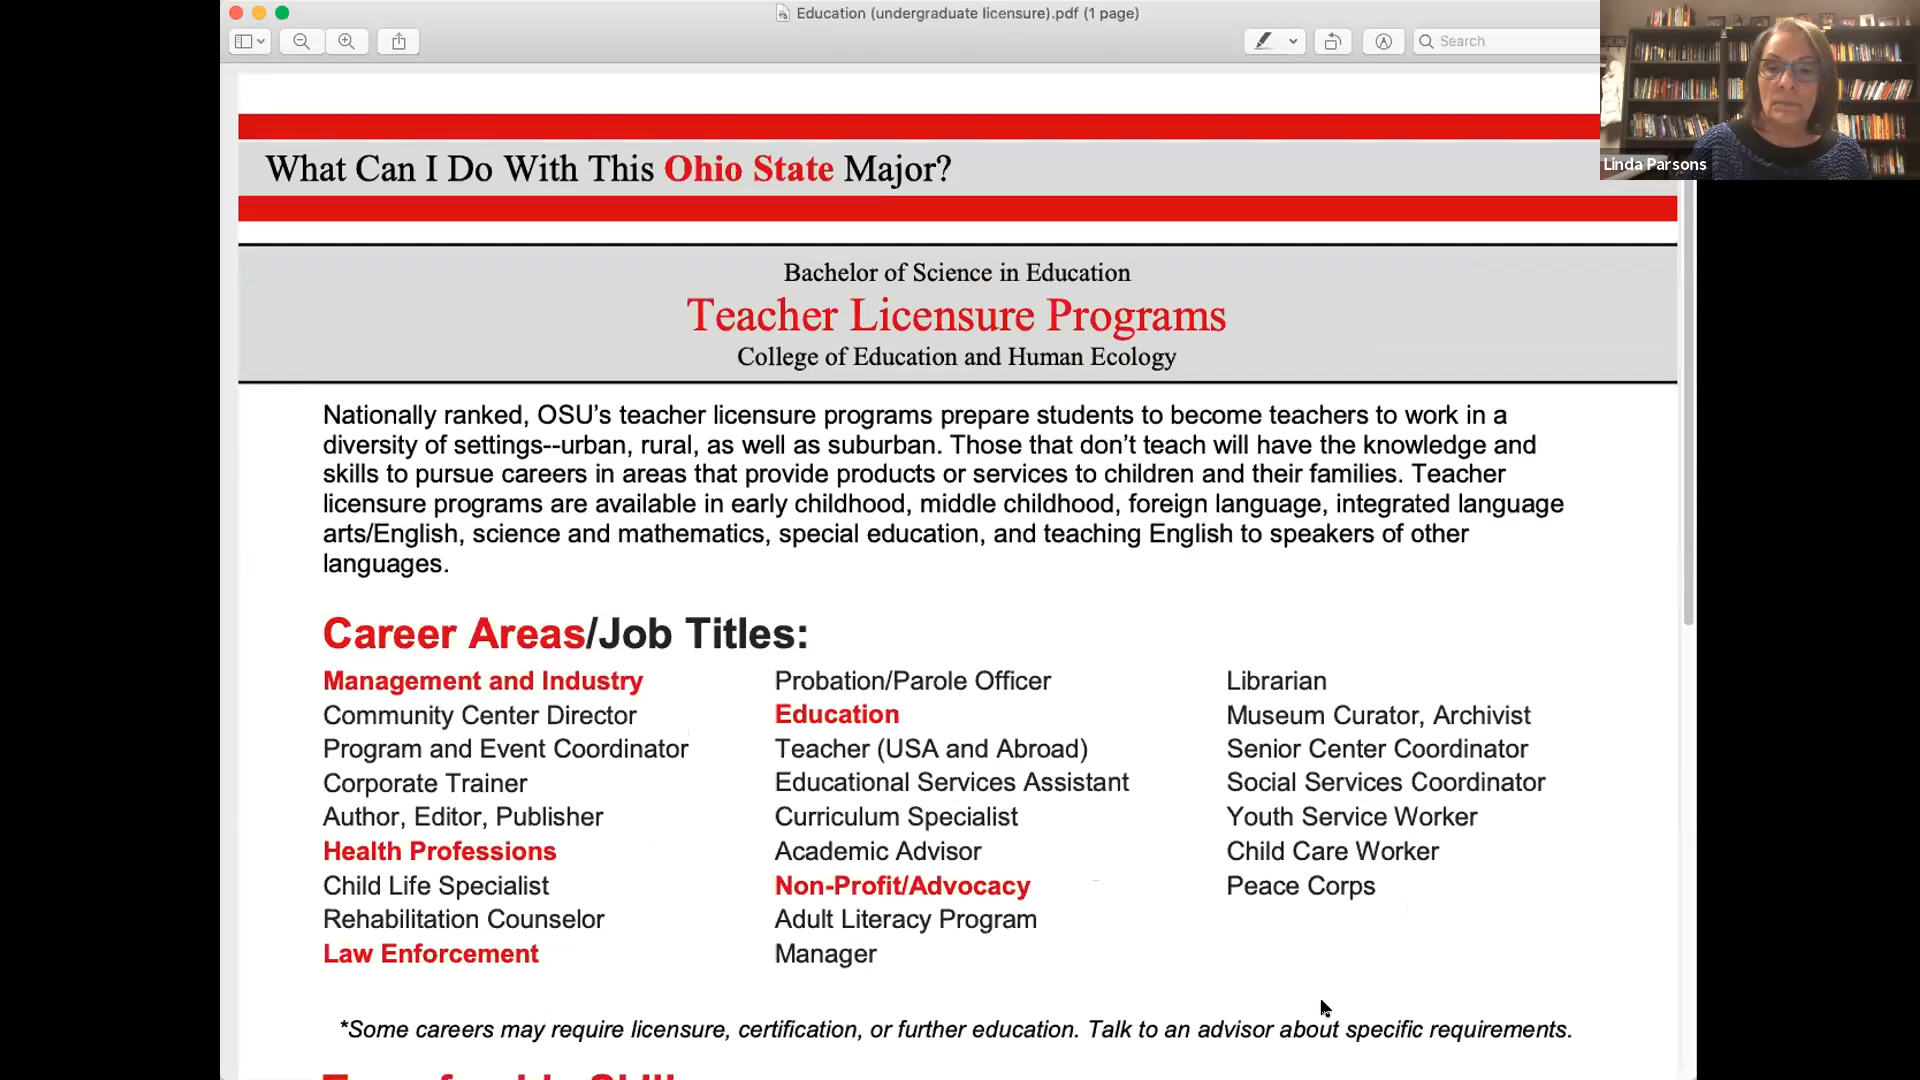 Education (undergraduate licensure).pdf (1 page)
Search
Linda Parsons
What Can I Do With This Ohio State Major?
Bachelor of Science in Education
Teacher Licensure Programs
College of Education and Human Ecology
Nationally ranked, OSU’s teacher licensure programs prepare students to become teachers to work in a
diversity of settings--urban, rural, as well as suburban. Those that don’t teach will have the knowledge and
skills to pursue careers in areas that provide products or services to children and their families. Teacher
licensure programs are available in early childhood, middle childhood, foreign language, integrated language
arts/English, science and mathematics, special education, and teaching English to speakers of other
languages.
Career Areas/Job Titles:
Management and Industry
Community Center Director
Program and Event Coordinator
Corporate Trainer
Author, Editor, Publisher
Health Professions
Child Life Specialist
Rehabilitation Counselor
Law Enforcement
Probation/Parole Officer
Education
Teacher (USA and Abroad)
Educational Services Assistant
Curriculum Specialist
Academic Advisor
Non-Profit/Advocacy
Adult Literacy Program
Manager
Librarian
Museum Curator, Archivist
Senior Center Coordinator
Social Services Coordinator
Youth Service Worker
Child Care Worker
Peace Corps
*Some careers may require licensure, certification, or further education. Talk to an advisor about specific requirements.